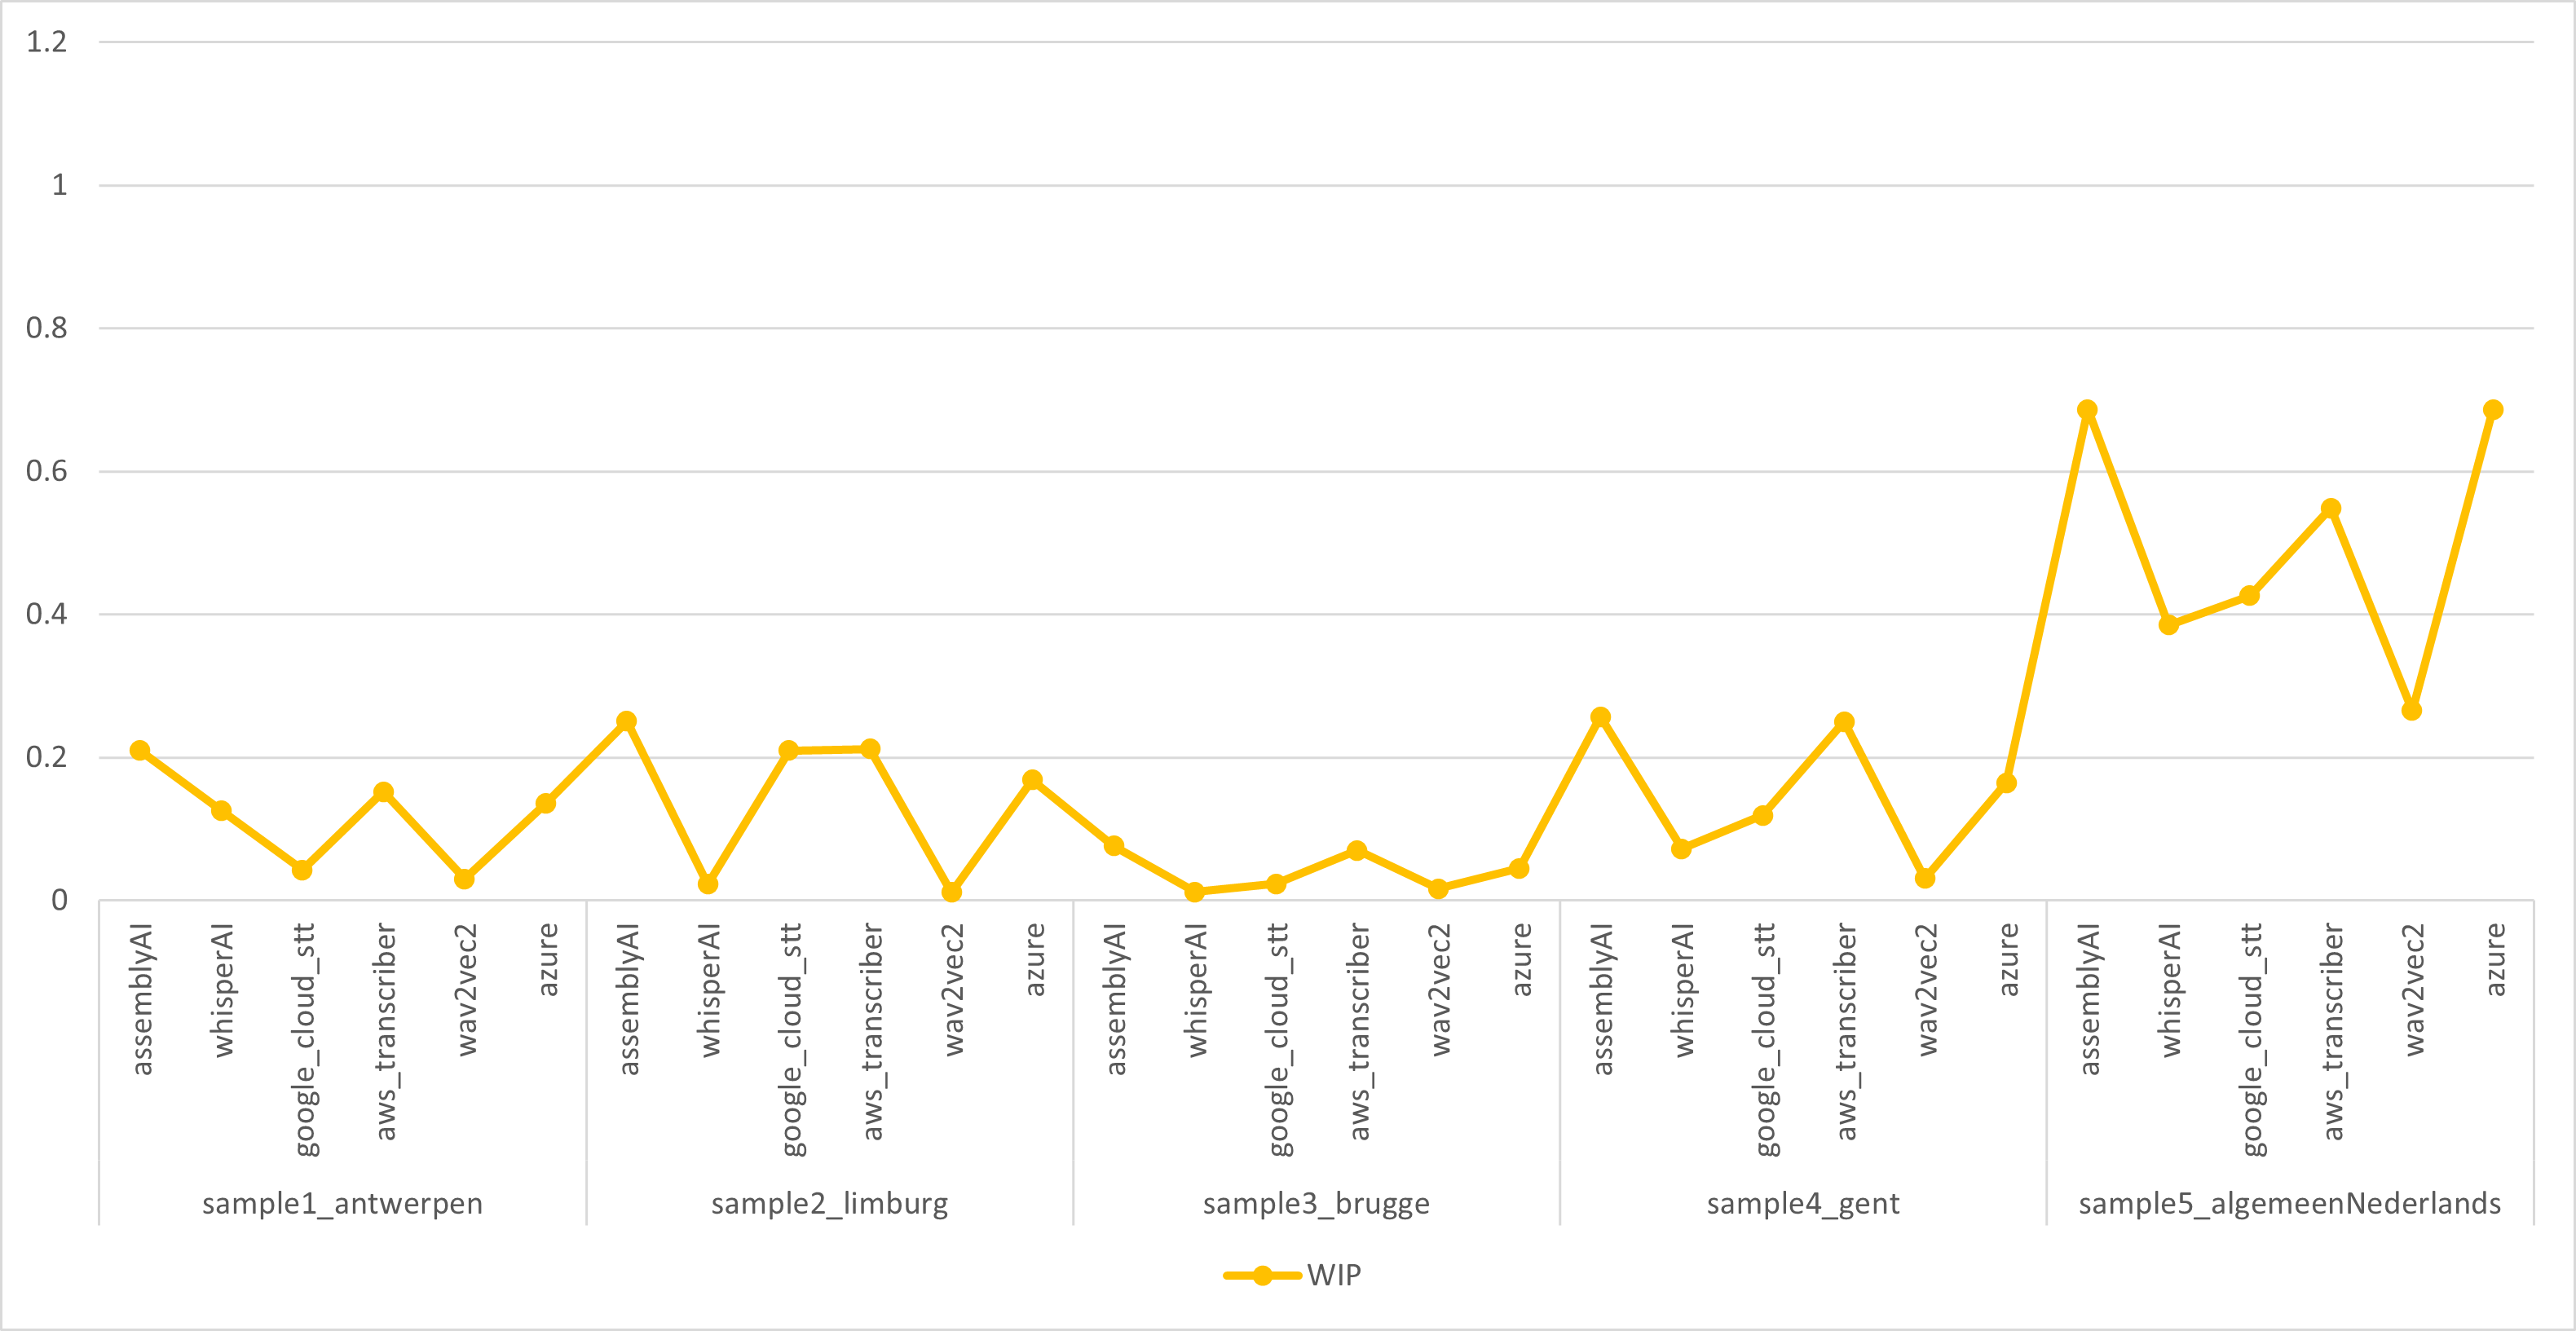 1.2
1
0.8
0.6
0.4
0.2
0
assemblyAI
whisperAI
google_cloud_stt
aws_transcriber
wav2vec2
azure
assemblyAI
whisperAI
google_cloud_stt
aws_transcriber
wav2vec2
azure
assemblyAI
whisperAI
google_cloud_stt
aws_transcriber
wav2vec2
azure
assemblyAI
whisperAI
google_cloud_stt
aws_transcriber
wav2vec2
azure
assemblyAI
whisperAI
google_cloud_stt
aws_transcriber
wav2vec2
azure
sample1_antwerpen
sample2_limburg
sample3_brugge
sample4_gent
sample5_algemeenNederlands
WIP